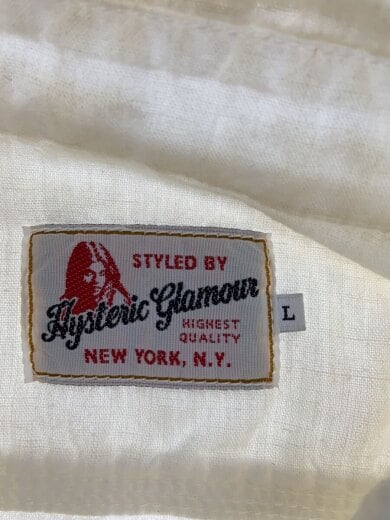 STYLED BY
Hysteric Glamour
HIGHEST
QUALITY
NEW YORK, N.Y.
L